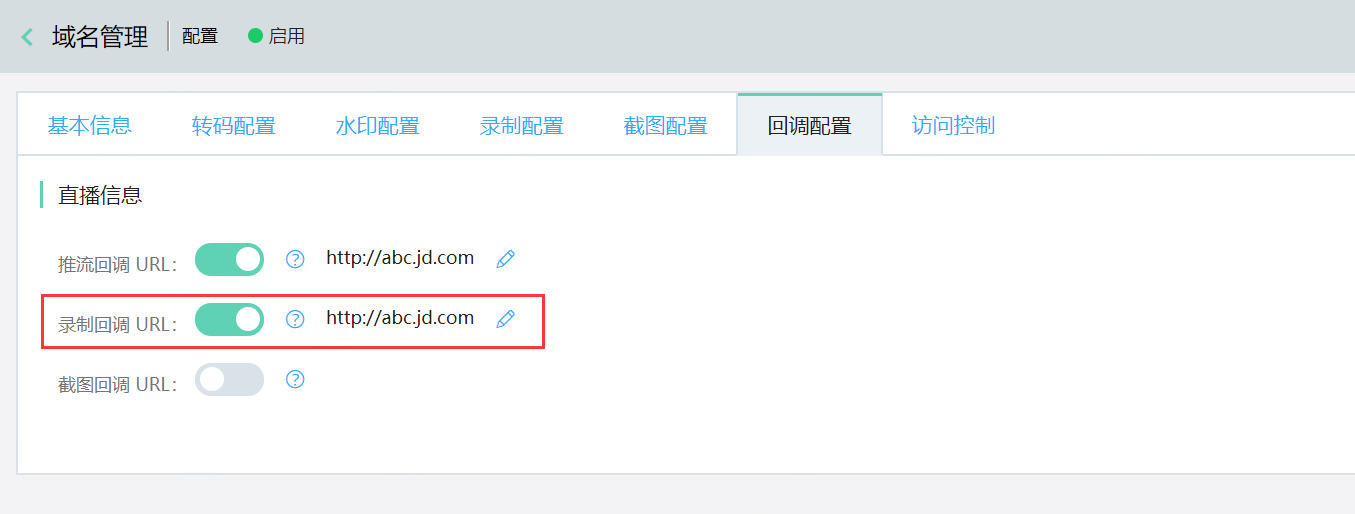 域名管理 配置 启用
基本信息 转码配置 水印配置 录制配置 截图配置 回调配置 访问控制
直播信息
推流回调 URL: ? http://abc.jd.com
录制回调 URL: ? http://abc.jd.com
截图回调 URL: ?